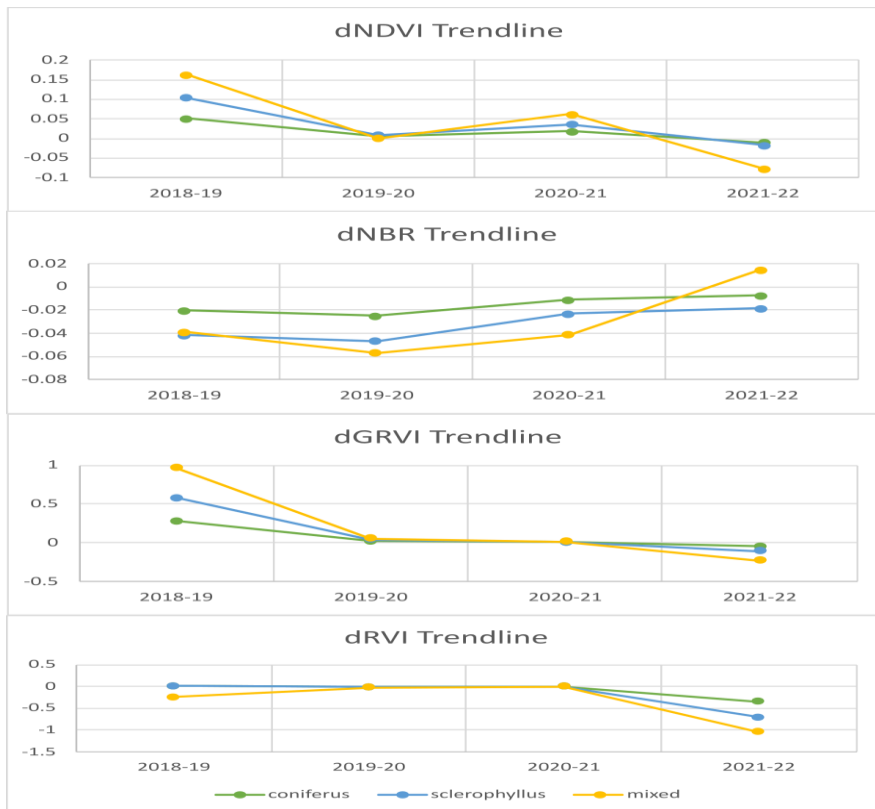 dNDVI Trendline
0.2
0.15
0.1
0.05
0
-0.05
-0.1
2018-19 2019-20 2020-21 2021-22
dNBR Trendline
0.02
0
-0.02
-0.04
-0.06
-0.08
2018-19 2019-20 2020-21 2021-22
dGRVI Trendline
1
0.5
0
-0.5
2018-19 2019-20 2020-21 2021-22
dRVI Trendline
0.5
0
-0.5
-1
-1.5
2018-19 2019-20 2020-21 2021-22
coniferus sclerophyllus mixed